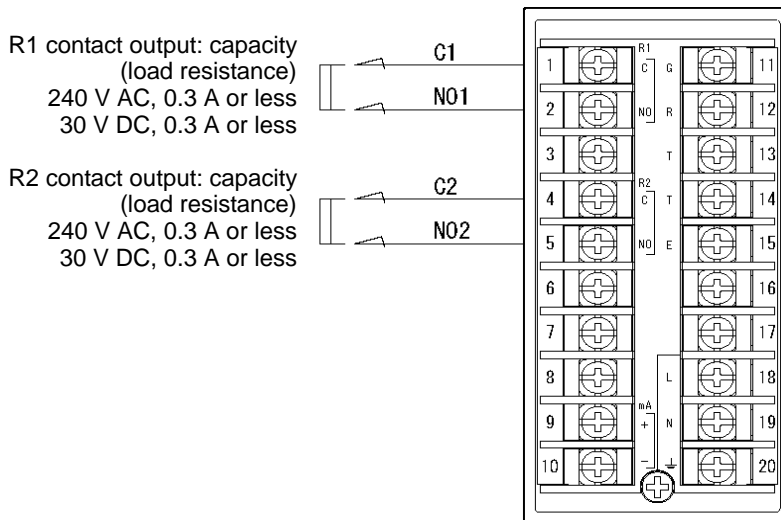 R1 contact output: capacity
(load resistance)
240 V AC, 0.3 A or less
30 V DC, 0.3 A or less
C1
NO1
R2 contact output: capacity
(load resistance)
240 V AC, 0.3 A or less
30 V DC, 0.3 A or less
C2
NO2
R1
1 C G 11
2 NO R 12
3 T 13
R2
4 C T 14
5 NO E 15
6 16
7 17
8 L 18
mA
9 + N 19
10 - 20